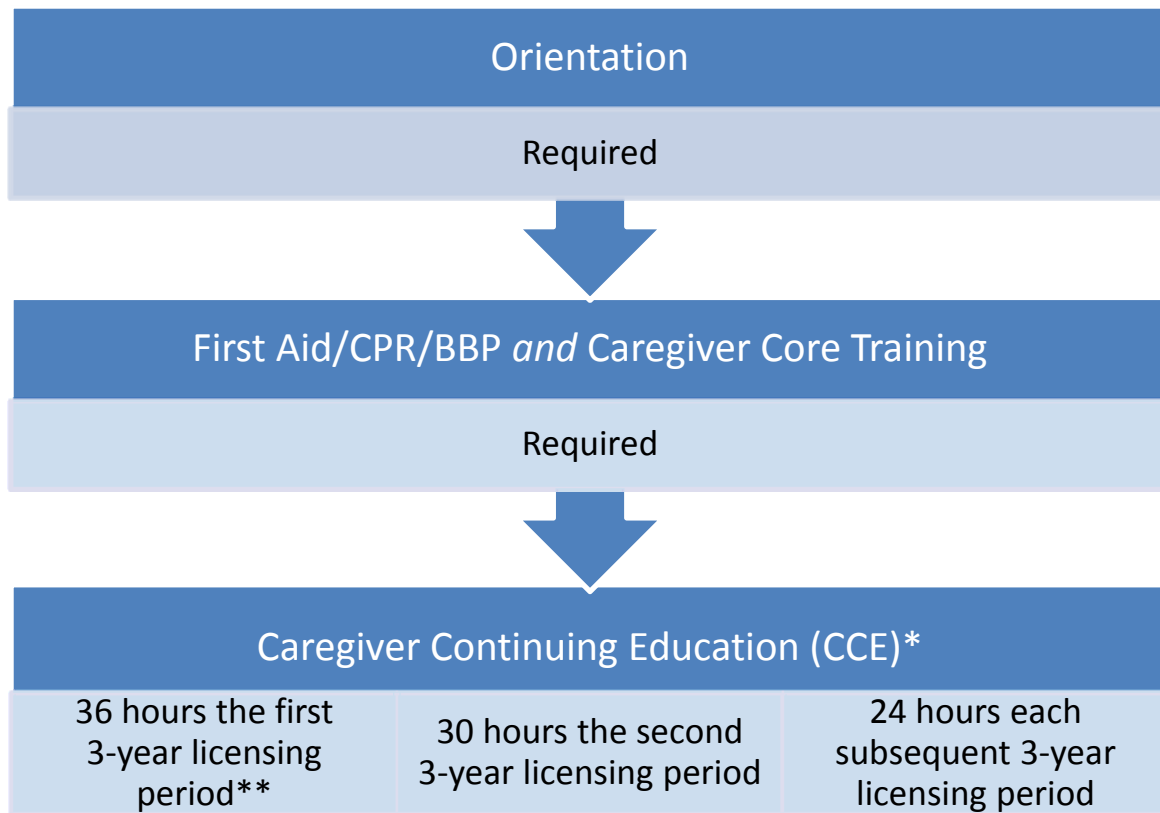 Orientation
Required
First Aid/CPR/BBP and Caregiver Core Training
Required
Caregiver Continuing Education (CCE)*
36 hours the first
3-year licensing
period**
30 hours the second
3-year licensing period
24 hours each
subsequent 3-year
licensing period